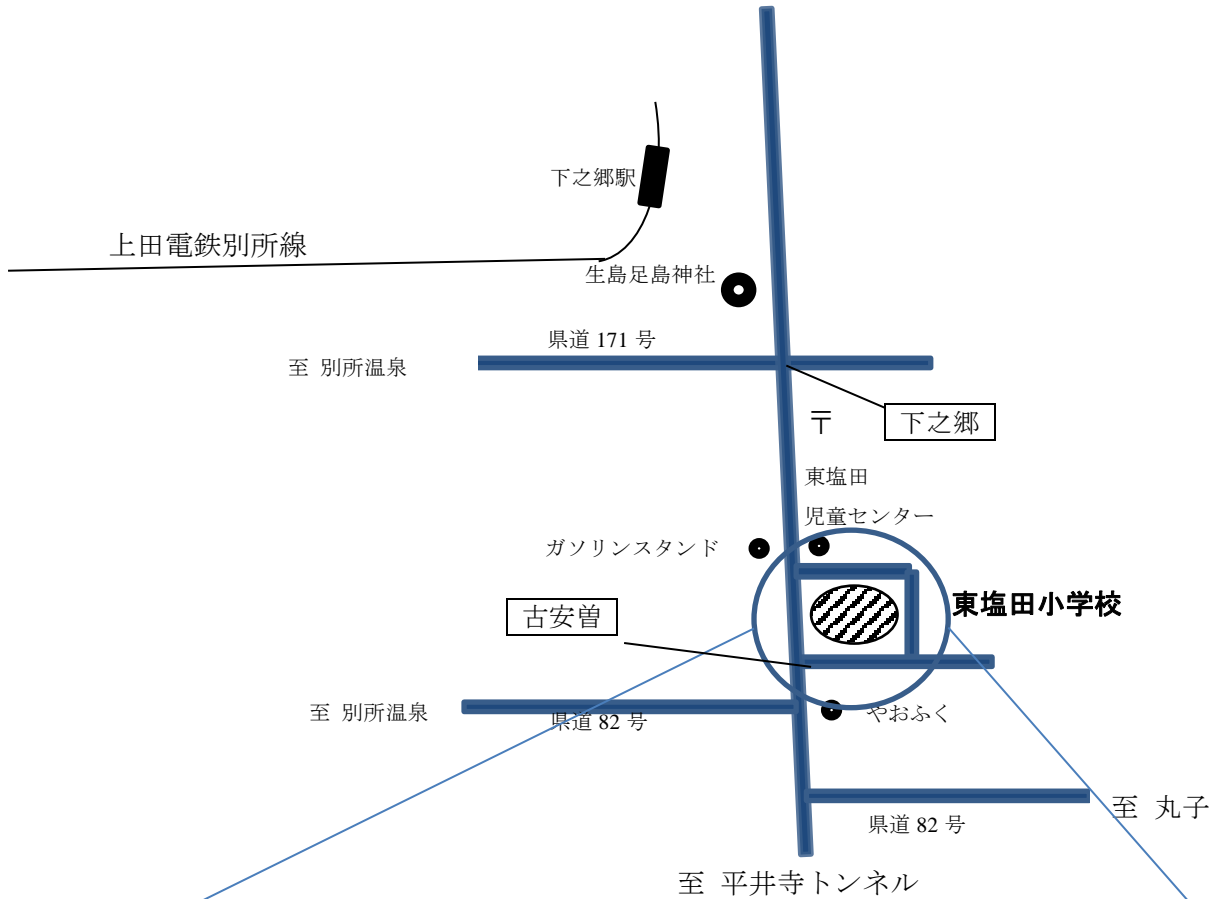 下之郷駅
上田電鉄別所線
生島足島神社
県道 171 号
至 別所温泉
〒
下之郷
東塩田
児童センター
ガソリンスタンド
東塩田小学校
古安曽
至 別所温泉
県道 82 号
やおふく
至 丸子
県道 82 号
至 平井寺トンネル